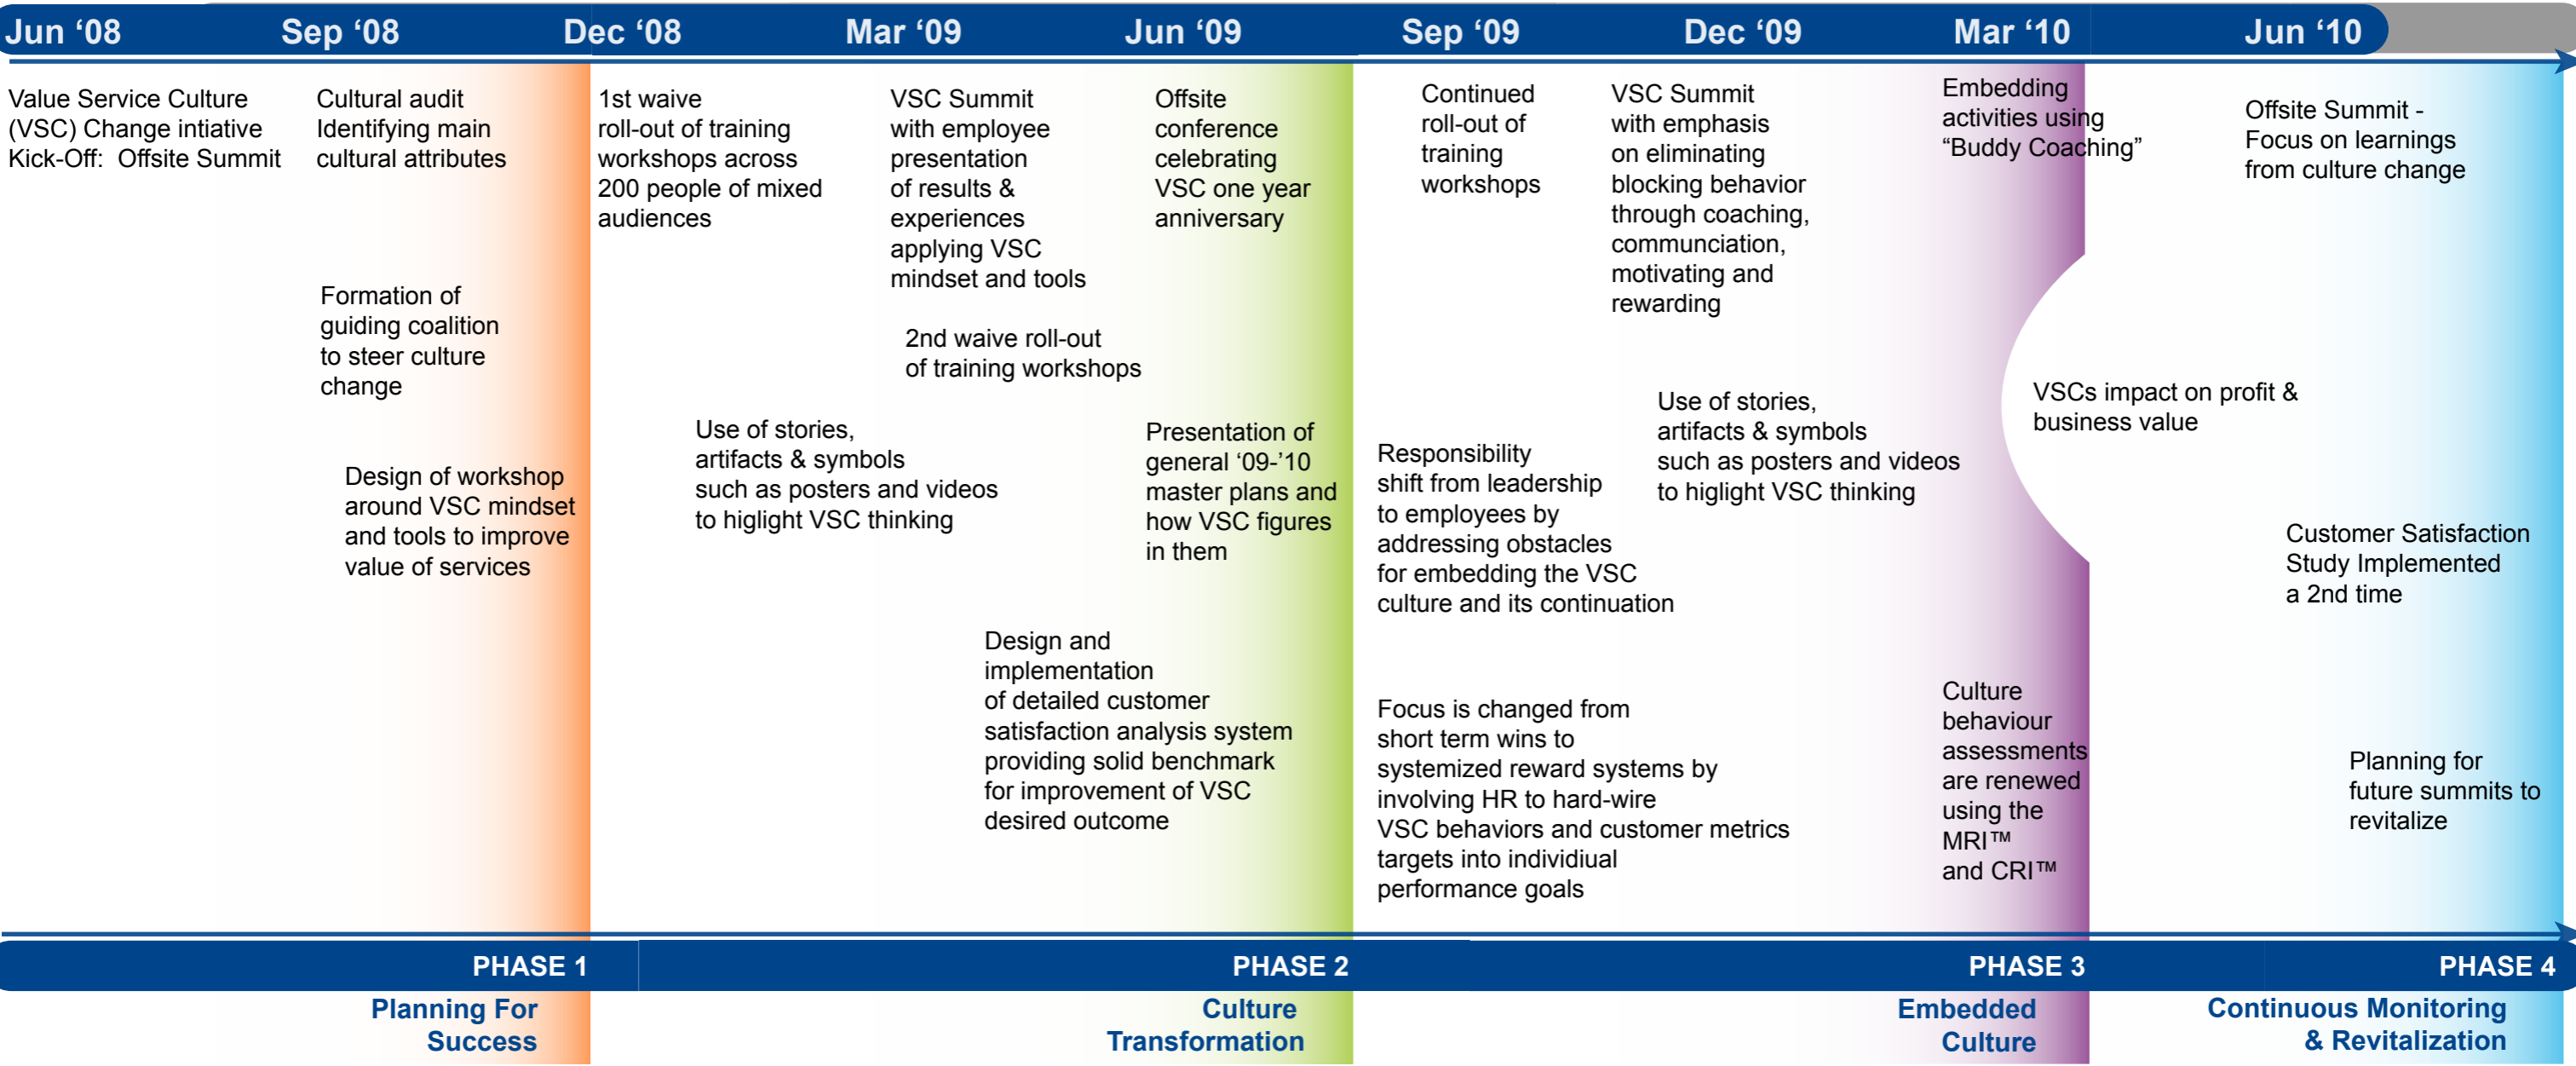 Jun ‘08
Sep ‘08
Dec ‘08
Mar ‘09
Jun ‘09
Sep ‘09
Dec ‘09
Mar ‘10
Jun ‘10
Value Service Culture
(VSC) Change intiative
Kick-Off: Offsite Summit
Cultural audit
Identifying main
cultural attributes
Formation of
guiding coalition
to steer culture
change
Design of workshop
around VSC mindset
and tools to improve
value of services
1st waive
roll-out of training
workshops across
200 people of mixed
audiences
VSC Summit
with employee
presentation
of results &
experiences
applying VSC
mindset and tools
2nd waive roll-out
of training workshops
Use of stories,
artifacts & symbols
such as posters and videos
to higlight VSC thinking
Offsite
conference
celebrating
VSC one year
anniversary
Presentation of
general ‘09-’10
master plans and
how VSC figures
in them
Design and
implementation
of detailed customer
satisfaction analysis system
providing solid benchmark
for improvement of VSC
desired outcome
Continued
roll-out of
training
workshops
VSC Summit
with emphasis
on eliminating
blocking behavior
through coaching,
communciation,
motivating and
rewarding
Use of stories,
artifacts & symbols
such as posters and videos
to higlight VSC thinking
Responsibility
shift from leadership
to employees by
addressing obstacles
for embedding the VSC
culture and its continuation
Focus is changed from
short term wins to
systemized reward systems by
involving HR to hard-wire
VSC behaviors and customer metrics
targets into individiual
performance goals
Embedding
activities using
“Buddy Coaching”
VSCs impact on profit &
business value
Culture
behaviour
assessments
are renewed
using the
MRI™
and CRI™
Offsite Summit -
Focus on learnings
from culture change
Customer Satisfaction
Study Implemented
a 2nd time
Planning for
future summits to
revitalize
PHASE 1
PHASE 2
PHASE 3
PHASE 4
Planning For
Success
Culture
Transformation
Embedded
Culture
Continuous Monitoring
& Revitalization